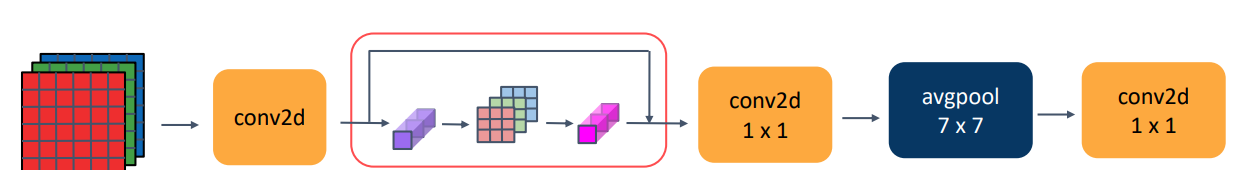 conv2d
conv2d
1 x 1
avgpool
7 x 7
conv2d
1 x 1